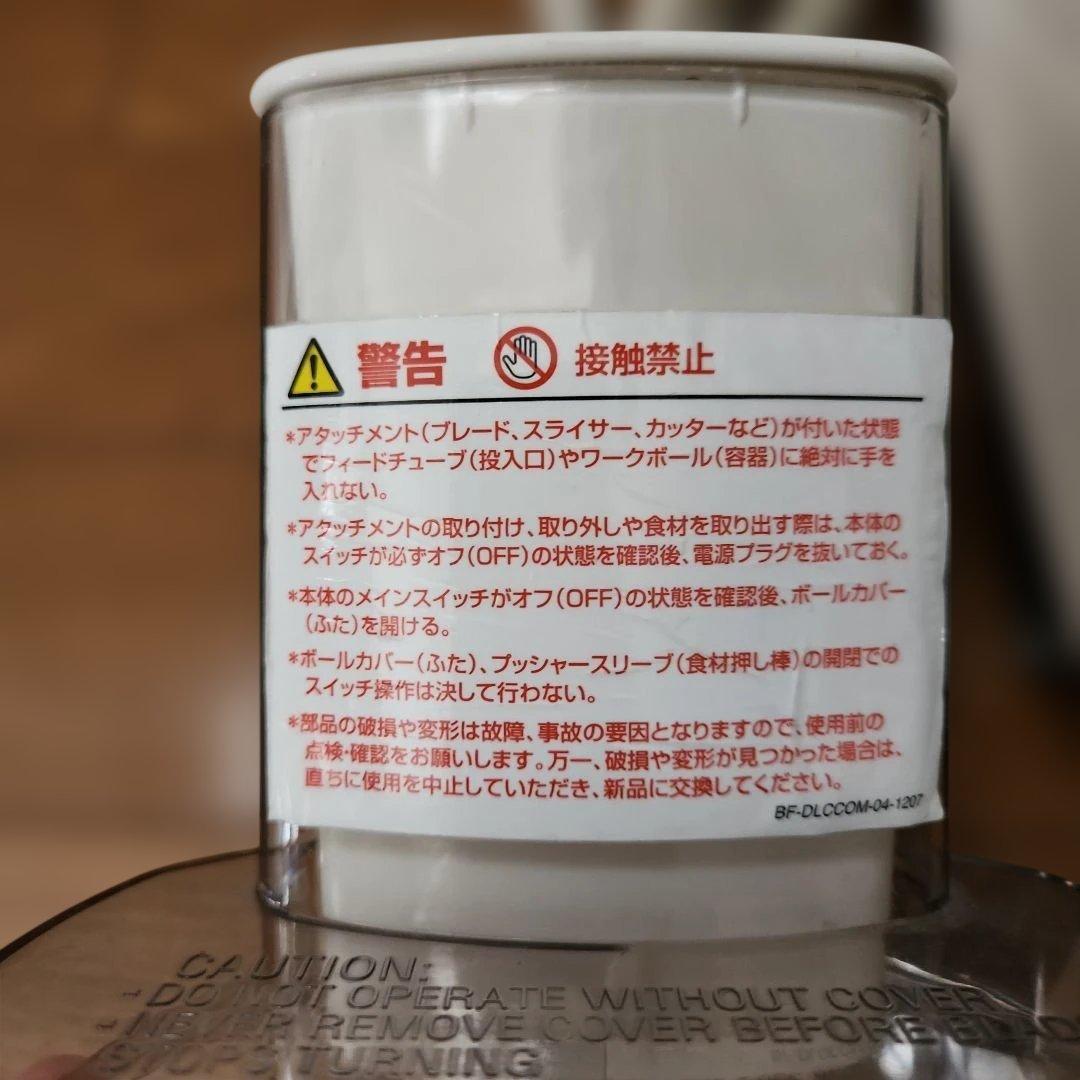 警告 接触禁止
*アタッチメント(ブレード、スライサー、カッターなど)が付いた状態
でフィードチューブ(投入口)やワークボール(容器)に絶対に手を
入れない。
*アタッチメントの取り付け、取り外しや食材を取り出す際は、本体の
スイッチが必ずオフ(OFF)の状態を確認後、電源プラグを抜いておく。
*本体のメインスイッチがオフ(OFF)の状態を確認後、ボールカバー
(ふた)を開ける。
*ボールカバー(ふた)、プッシャースリーブ(食材押し棒)の開閉での
スイッチ操作は決して行わない。
*部品の破損や変形は故障、事故の要因となりますので、使用前の
点検・確認をお願いします。万一、破損や変形が見つかった場合は、
直ちに使用を中止していただき、新品に交換してください。
BF-DLCCOM-04-1207
CAUTION:
-DO NOT OPERATE WITHOUT COVER
-NEVER REMOVE COVER BEFORE BLAD
STOPS TURNING